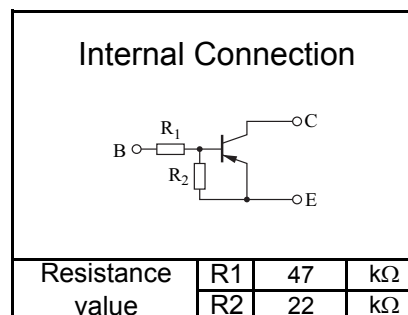 Internal Connection
C
R1
B
R2
E
Resistance value R1 47 kΩ
R2 22 kΩ